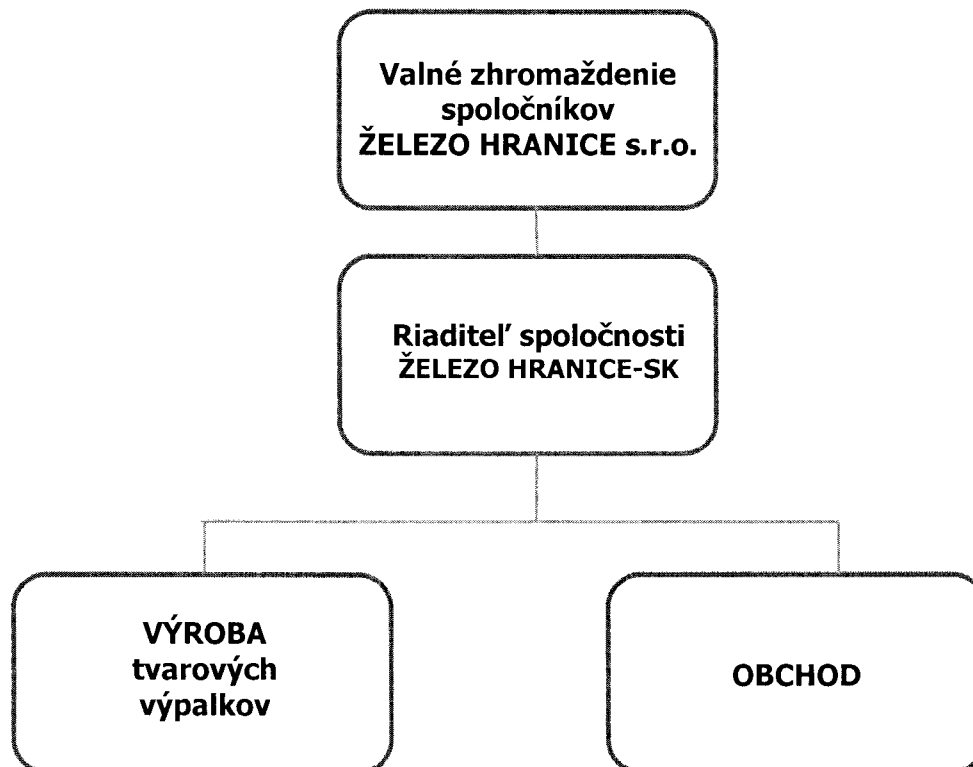 Valné zhromaždenie
spoločníkov
ŽELEZO HRANICE s.r.o.
Riaditeľ spoločnosti
ŽELEZO HRANICE-SK
VÝROBA
tvarových
výpalkov
OBCHOD